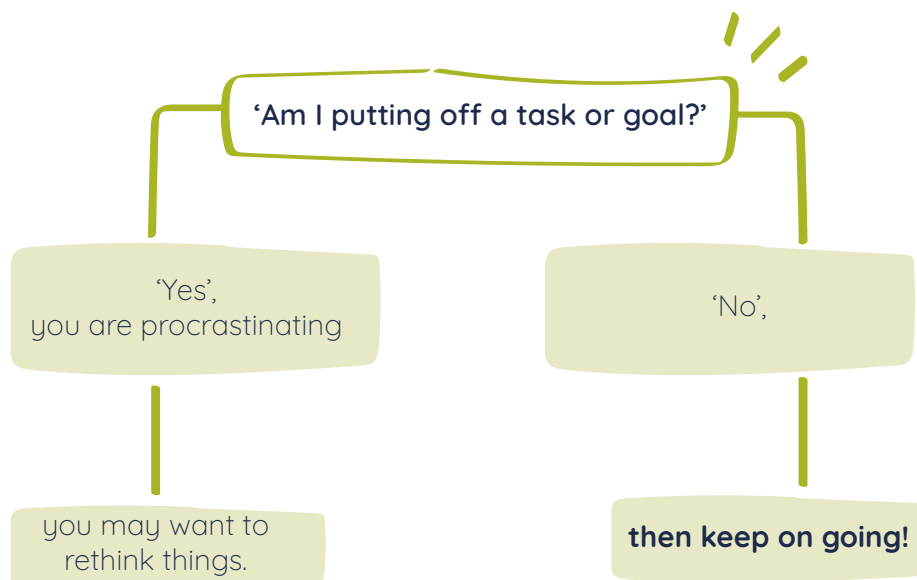 ‘Am I putting off a task or goal?’
‘Yes’,
you are procrastinating
‘No’,
you may want to
rethink things.
then keep on going!